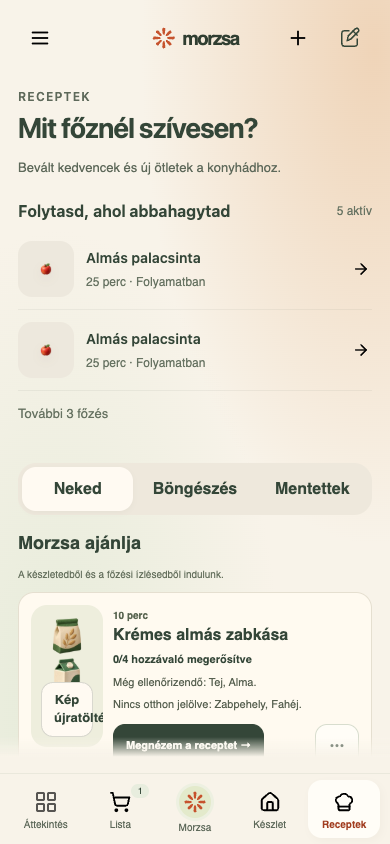 morzsa
RECEPTEK
Mit főznél szívesen?
Bevált kedvencek és új ötletek a konyhádhoz.
Folytasd, ahol abbahagytad
5 aktív
Almás palacsinta
25 perc · Folyamatban
Almás palacsinta
25 perc · Folyamatban
További 3 főzés
Neked
Böngészés
Mentettek
Morzsa ajánlja
A készletedből és a főzési ízlésedből indulunk.
10 perc
Krémes almás zabkása
0/4 hozzávaló megerősítve
Még ellenőrizendő: Tej, Alma.
Nincs otthon jelölve: Zabpehely, Fahéj.
Kép
Megnézem a receptet →
1
Áttekintés
Lista
Morzsa
Készlet
Receptek